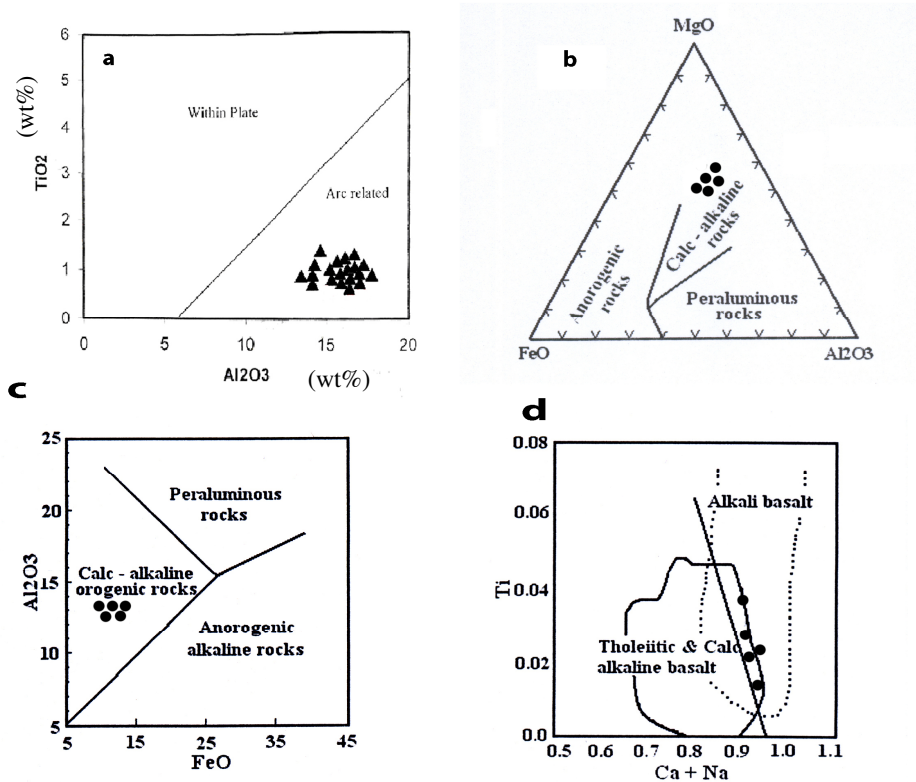 a
6
5
4
3
2
1
0
TiO2 (wt%)
Within Plate
Arc related
0 5 10 15 20
Al2O3 (wt%)
b
MgO
Anorogenic
rocks
Calc - alkaline
rocks
Peraluminous
rocks
FeO
Al2O3
c
25
20
15
10
5
Al2O3
Peraluminous
rocks
Calc - alkaline
orogenic rocks
Anorogenic
alkaline rocks
5 15 25 35 45
FeO
d
0.08
0.06
0.04
0.02
0.0
Ti
Alkali basalt
Tholeiitic & Calc
alkaline basalt
0.5 0.6 0.7 0.8 0.9 1.0 1.1
Ca + Na